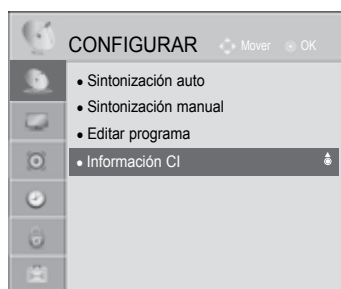 CONFIGURAR Mover OK
• Sintonización auto
• Sintonización manual
• Editar programa
• Información CI